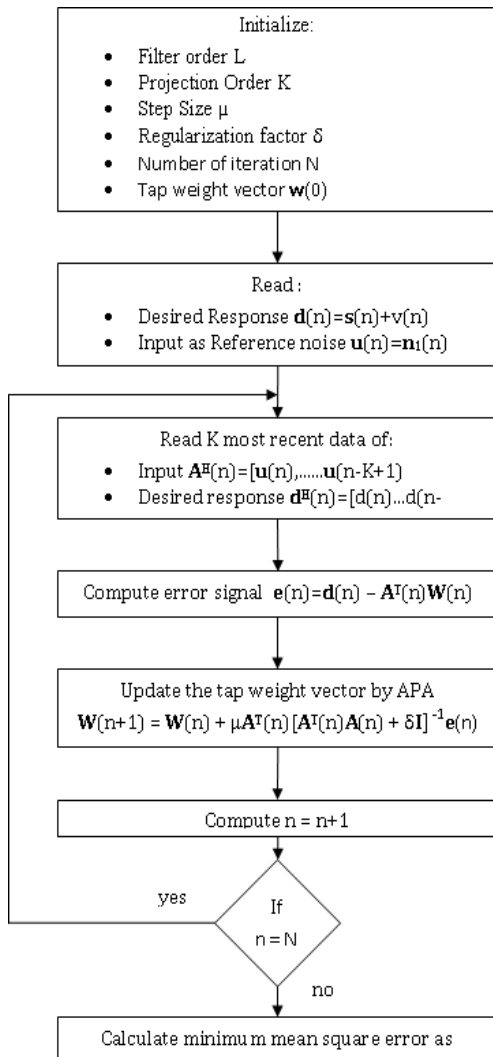 Initialize:
• Filter order L
• Projection Order K
• Step Size μ
• Regularization factor δ
• Number of iteration N
• Tap weight vector w(0)
Read :
• Desired Response d(n)=s(n)+v(n)
• Input as Reference noise u(n)=n₁(n)
Read K most recent data of:
• Input Aᴴ(n)=[u(n),......u(n-K+1)
• Desired response dᴴ(n)=[d(n)...d(n-
Compute error signal e(n)=d(n) – Aᵀ(n)W(n)
Update the tap weight vector by APA
W(n+1) = W(n) + μAᵀ(n) [Aᵀ(n)A(n) + δI]⁻¹e(n)
Compute n = n+1
yes
If
n = N
no
Calculate minimum mean square error as